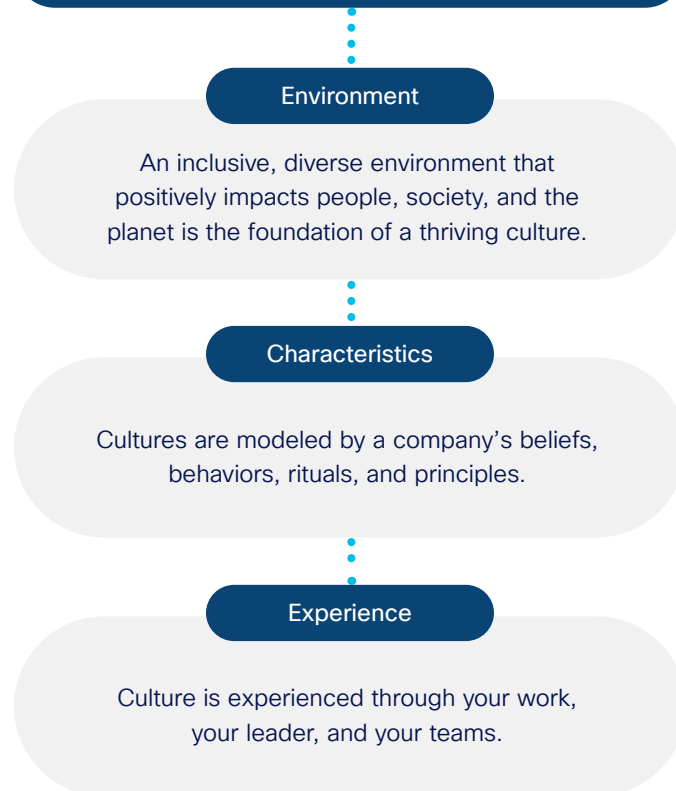 Environment
An inclusive, diverse environment that
positively impacts people, society, and the
planet is the foundation of a thriving culture.
Characteristics
Cultures are modeled by a company’s beliefs,
behaviors, rituals, and principles.
Experience
Culture is experienced through your work,
your leader, and your teams.